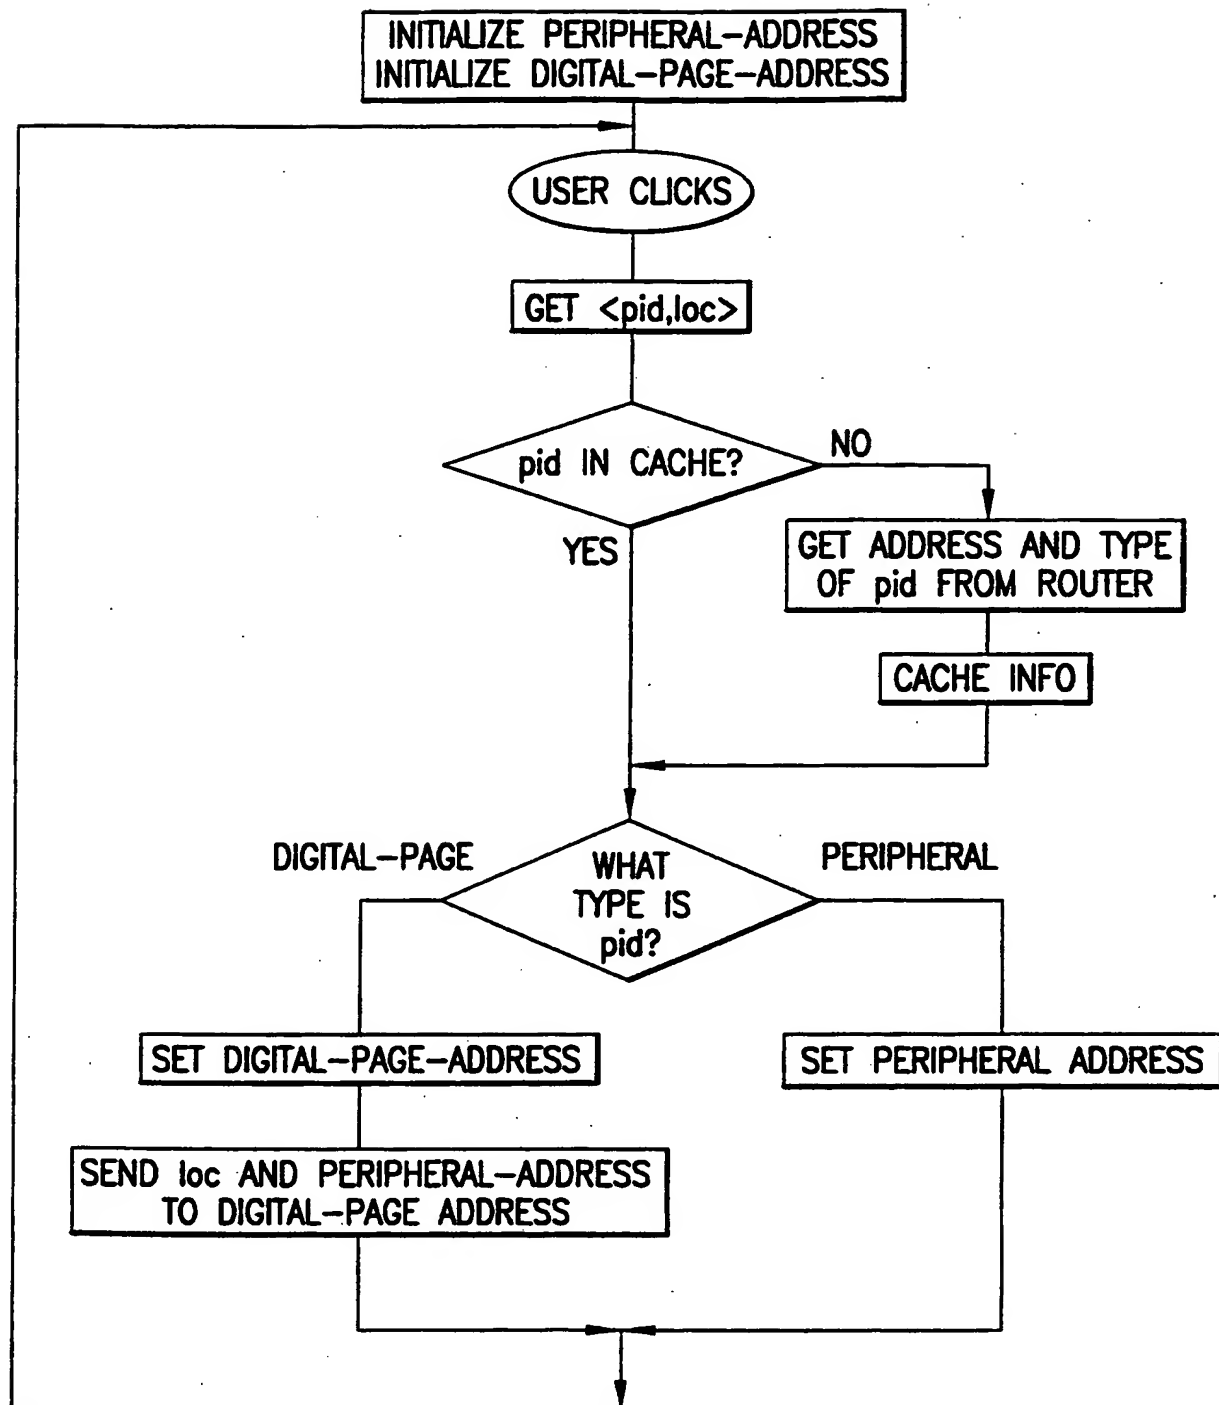 INITIALIZE PERIPHERAL-ADDRESS
INITIALIZE DIGITAL-PAGE-ADDRESS
USER CLICKS
GET <pid,loc>
pid IN CACHE?
NO
YES
GET ADDRESS AND TYPE
OF pid FROM ROUTER
CACHE INFO
DIGITAL-PAGE
WHAT
TYPE IS
pid?
PERIPHERAL
SET DIGITAL-PAGE-ADDRESS
SET PERIPHERAL ADDRESS
SEND loc AND PERIPHERAL-ADDRESS
TO DIGITAL-PAGE ADDRESS